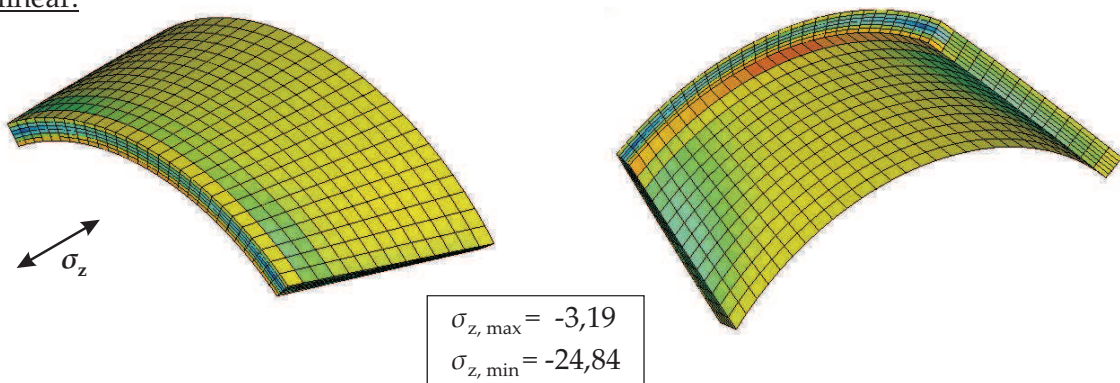 σz
σz, max = -3,19
σz, min = -24,84